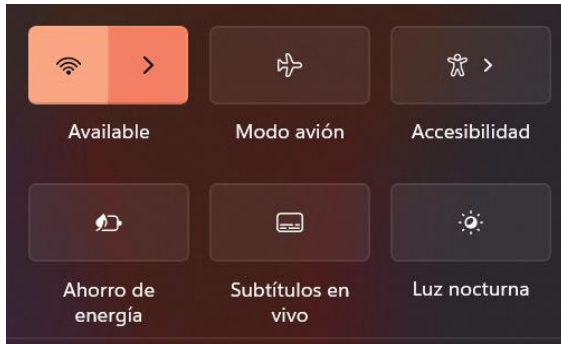 Available
Modo avión
Accesibilidad
Ahorro de
energía
Subtítulos en
vivo
Luz nocturna